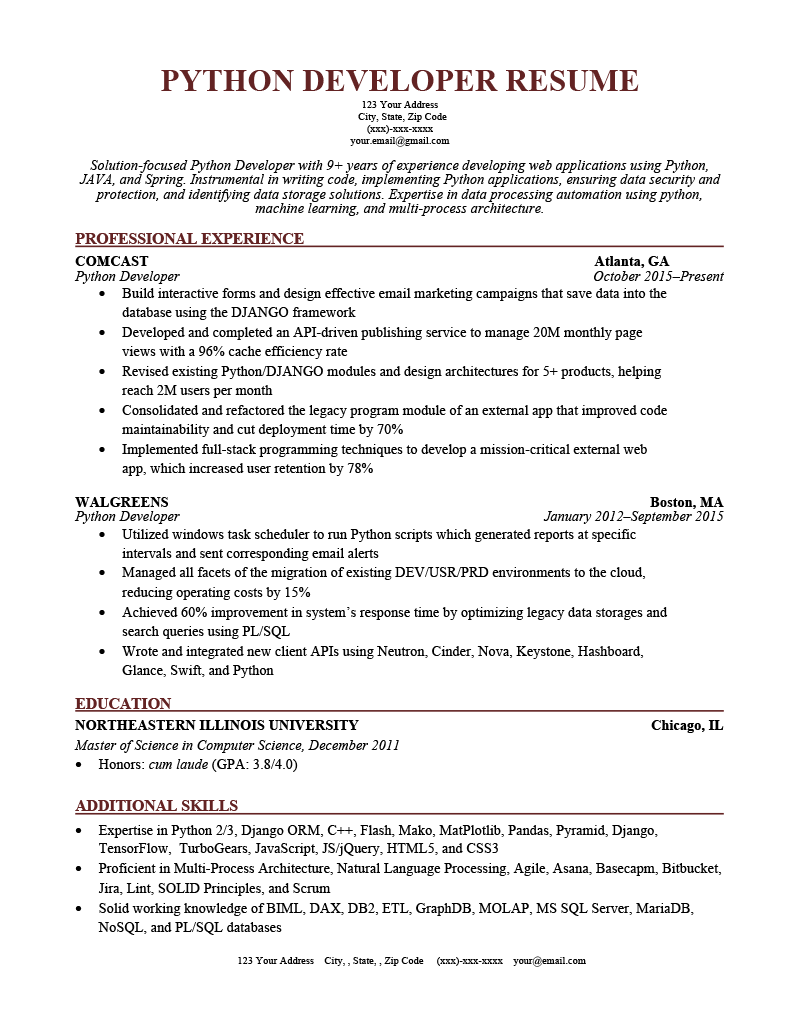 PYTHON DEVELOPER RESUME
123 Your Address
City, State, Zip Code
(xxx)-xxx-xxxx
your.email@gmail.com
Solution-focused Python Developer with 9+ years of experience developing web applications using Python,
JAVA, and Spring. Instrumental in writing code, implementing Python applications, ensuring data security and
protection, and identifying data storage solutions. Expertise in data processing automation using python,
machine learning, and multi-process architecture.
PROFESSIONAL EXPERIENCE
COMCAST Atlanta, GA
Python Developer October 2015–Present
• Build interactive forms and design effective email marketing campaigns that save data into the
database using the DJANGO framework
• Developed and completed an API-driven publishing service to manage 20M monthly page
views with a 96% cache efficiency rate
• Revised existing Python/DJANGO modules and design architectures for 5+ products, helping
reach 2M users per month
• Consolidated and refactored the legacy program module of an external app that improved code
maintainability and cut deployment time by 70%
• Implemented full-stack programming techniques to develop a mission-critical external web
app, which increased user retention by 78%
WALGREENS Boston, MA
Python Developer January 2012–September 2015
• Utilized windows task scheduler to run Python scripts which generated reports at specific
intervals and sent corresponding email alerts
• Managed all facets of the migration of existing DEV/USR/PRD environments to the cloud,
reducing operating costs by 15%
• Achieved 60% improvement in system’s response time by optimizing legacy data storages and
search queries using PL/SQL
• Wrote and integrated new client APIs using Neutron, Cinder, Nova, Keystone, Hashboard,
Glance, Swift, and Python
EDUCATION
NORTHEASTERN ILLINOIS UNIVERSITY Chicago, IL
Master of Science in Computer Science, December 2011
• Honors: cum laude (GPA: 3.8/4.0)
ADDITIONAL SKILLS
• Expertise in Python 2/3, Django ORM, C++, Flash, Mako, MatPlotlib, Pandas, Pyramid, Django,
TensorFlow, TurboGears, JavaScript, JS/jQuery, HTML5, and CSS3
• Proficient in Multi-Process Architecture, Natural Language Processing, Agile, Asana, Basecapm, Bitbucket,
Jira, Lint, SOLID Principles, and Scrum
• Solid working knowledge of BIML, DAX, DB2, ETL, GraphDB, MOLAP, MS SQL Server, MariaDB,
NoSQL, and PL/SQL databases
123 Your Address City, , State, , Zip Code (xxx)-xxx-xxxx your@email.com